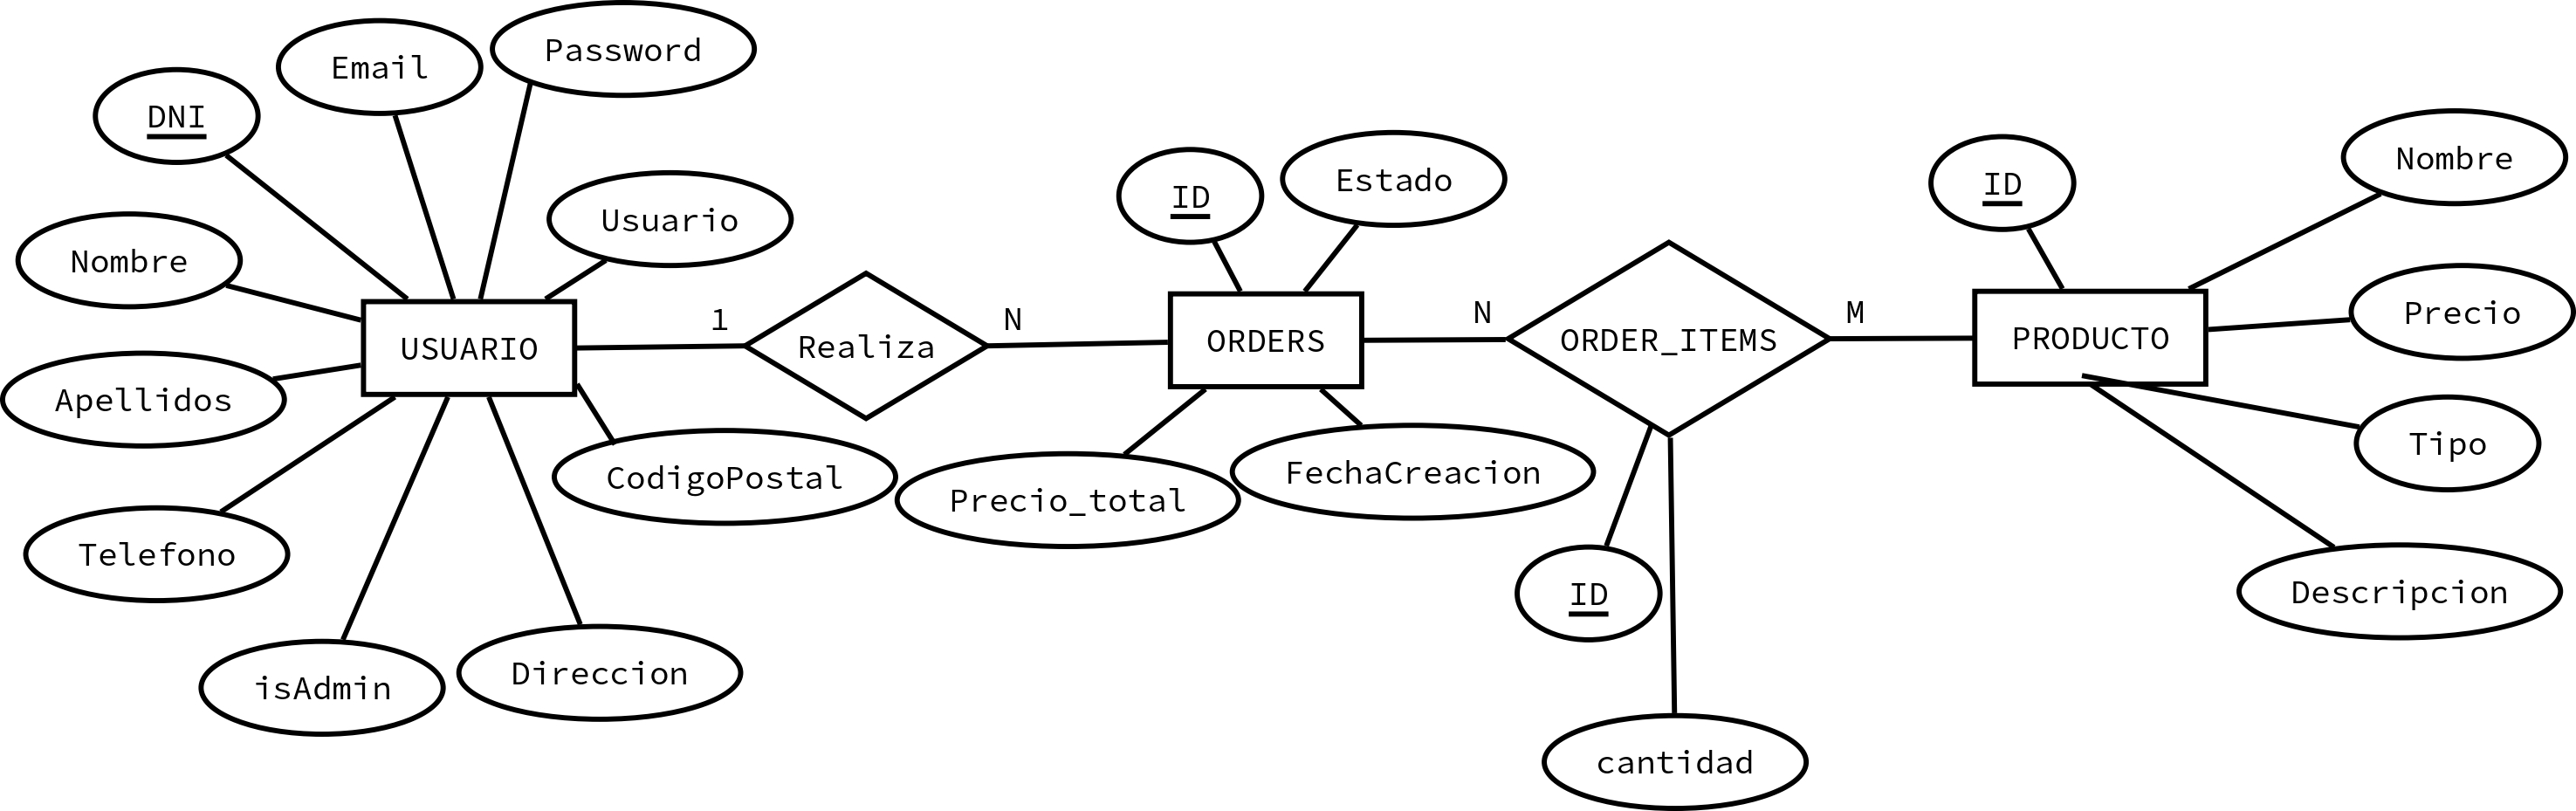 Password
Email
DNI
Usuario
Nombre
Apellidos
Telefono
isAdmin
Direccion
CodigoPostal
USUARIO
1
Realiza
N
ID
Estado
ORDERS
Precio_total
FechaCreacion
N
ORDER_ITEMS
M
ID
cantidad
ID
Nombre
PRODUCTO
Precio
Tipo
Descripcion